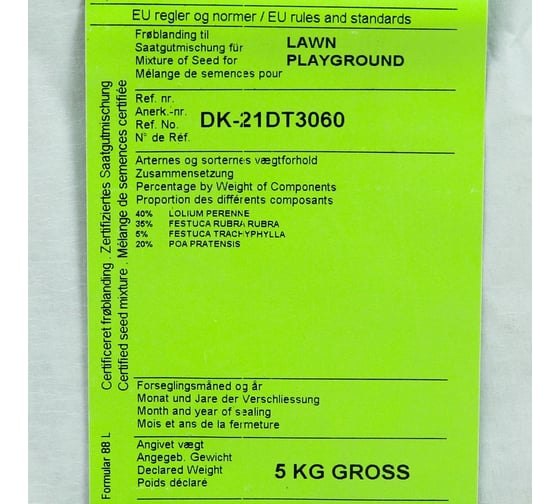 EU regler og normer / EU rules and standards
Frøblanding til
Saatgutmischung für
Mixture of Seed for
Mélange de semences pour
LAWN
PLAYGROUND
Ref. nr.
Anerk.-nr.
Ref. No.
N° de Réf.
DK-21DT3060
Arternes og sorternes vægtforhold
Zusammensetzung
Percentage by Weight of Components
Proportion des différents composants
40% LOLIUM PERENNE
35% FESTUCA RUBRA RUBRA
5% FESTUCA TRACHYPHYLLA
20% POA PRATENSIS
Forseglingsmåned og år
Monat und Jare der Verschliessung
Month and year of sealing
Mois et ans de la fermeture
Angivet vægt
Angegeb. Gewicht
Declared Weight
Poids déclaré
5 KG GROSS
Certificeret frøblanding . Zertifiziertes Saatgutmischung
Certified seed mixture . Mélange de semences certifiée
Formular 88 L